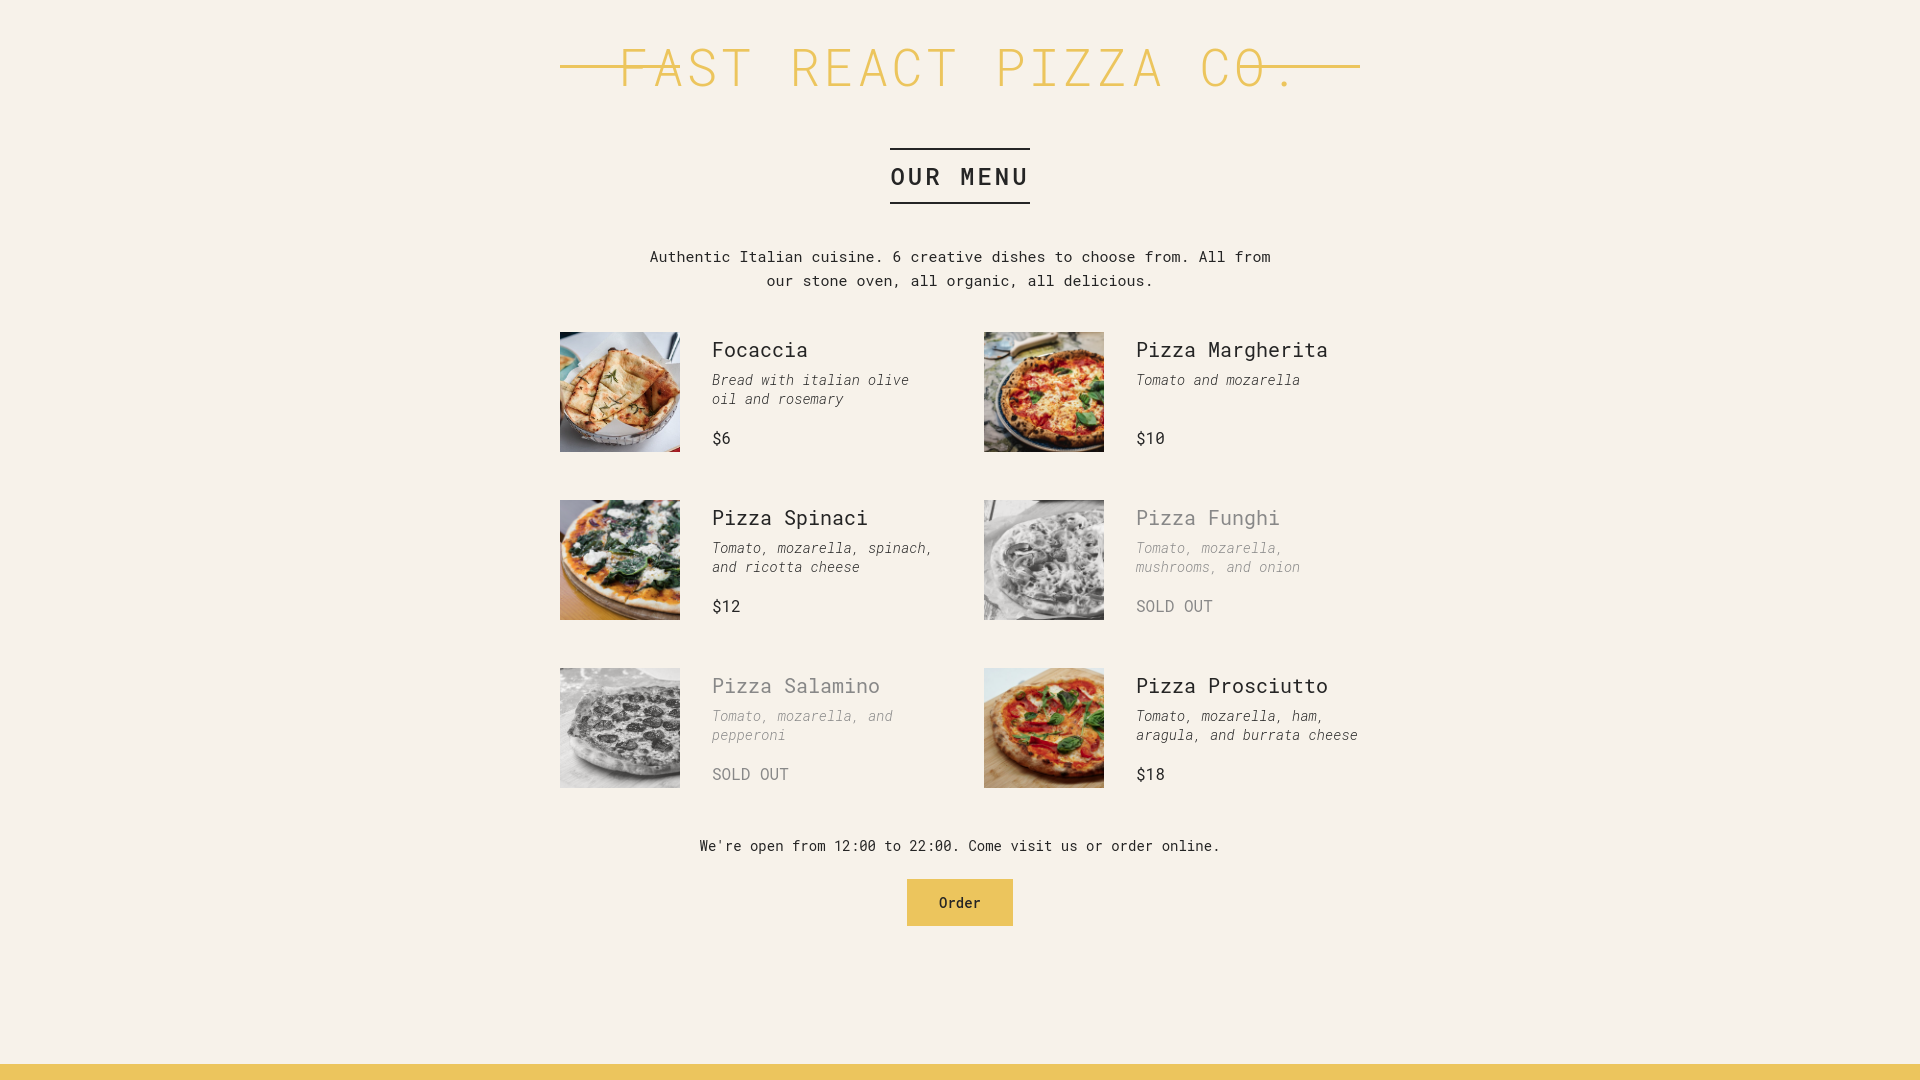 FAST REACT PIZZA CO.
OUR MENU
Authentic Italian cuisine. 6 creative dishes to choose from. All from
our stone oven, all organic, all delicious.
Focaccia
Bread with italian olive
oil and rosemary
$6
Pizza Margherita
Tomato and mozarella
$10
Pizza Spinaci
Tomato, mozarella, spinach,
and ricotta cheese
$12
Pizza Funghi
Tomato, mozarella,
mushrooms, and onion
SOLD OUT
Pizza Salamino
Tomato, mozarella, and
pepperoni
SOLD OUT
Pizza Prosciutto
Tomato, mozarella, ham,
aragula, and burrata cheese
$18
We're open from 12:00 to 22:00. Come visit us or order online.
Order